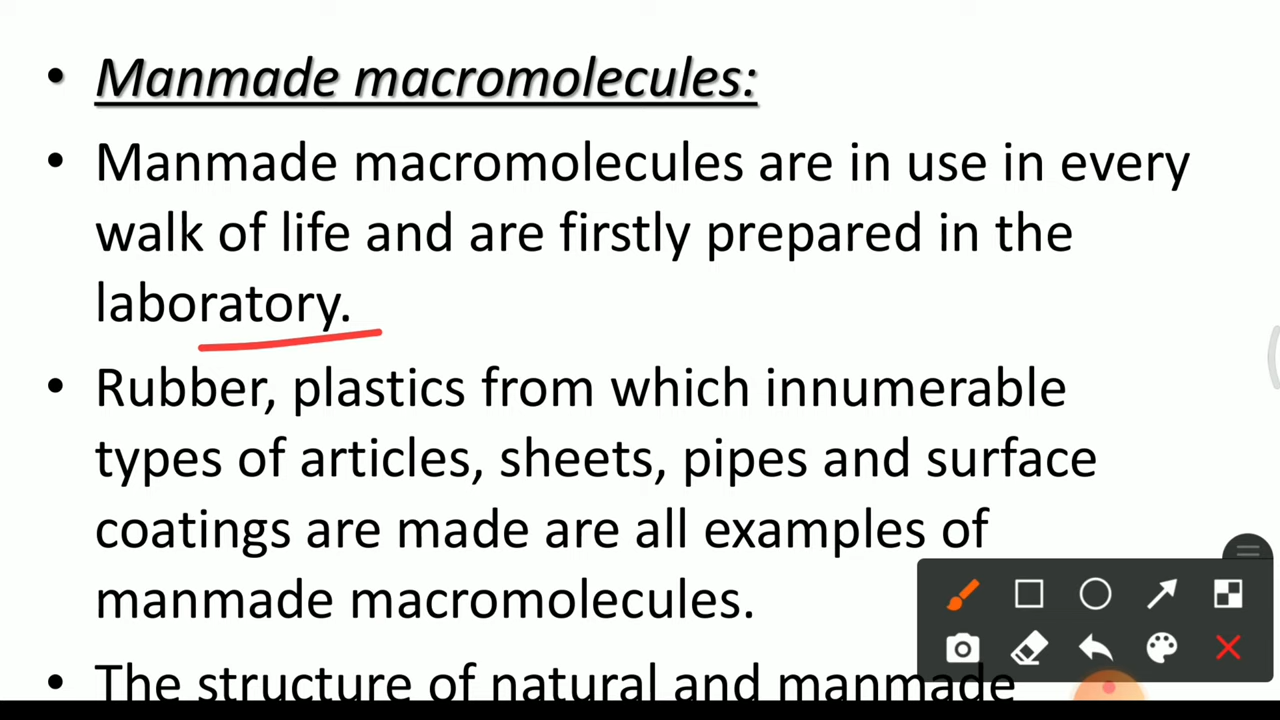 • Manmade macromolecules:
• Manmade macromolecules are in use in every
walk of life and are firstly prepared in the
laboratory.
• Rubber, plastics from which innumerable
types of articles, sheets, pipes and surface
coatings are made are all examples of
manmade macromolecules.
• The structure of natural and manmade